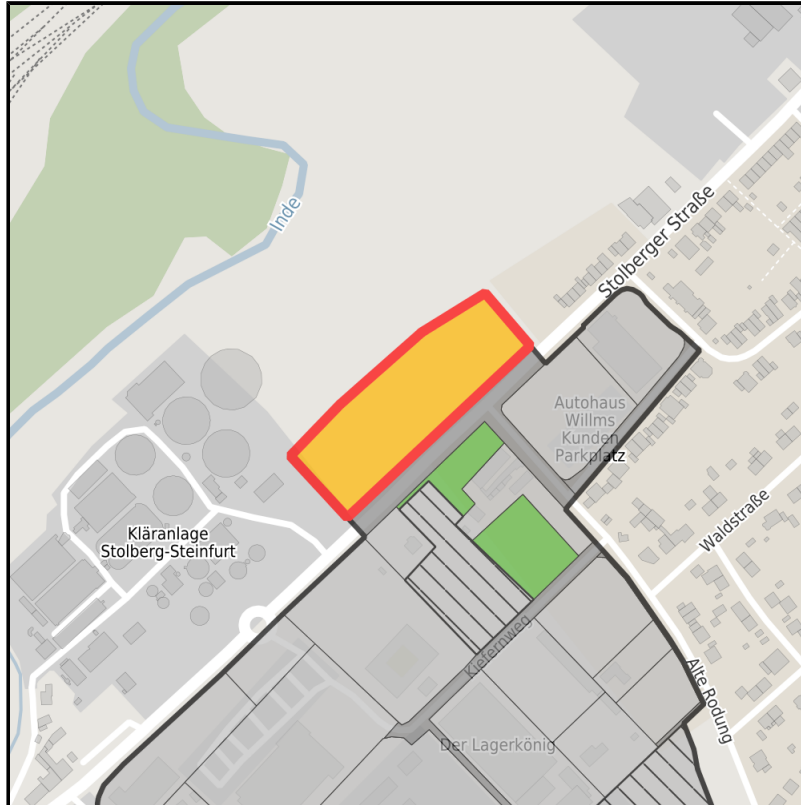 Inde
Stolberger Straße
Autohaus
Willms
Kunden
Parkplatz
Waldstraße
Kläranlage
Stolberg-Steinfurt
Kiefernweg
Alte Rodung
Der Lagerkönig